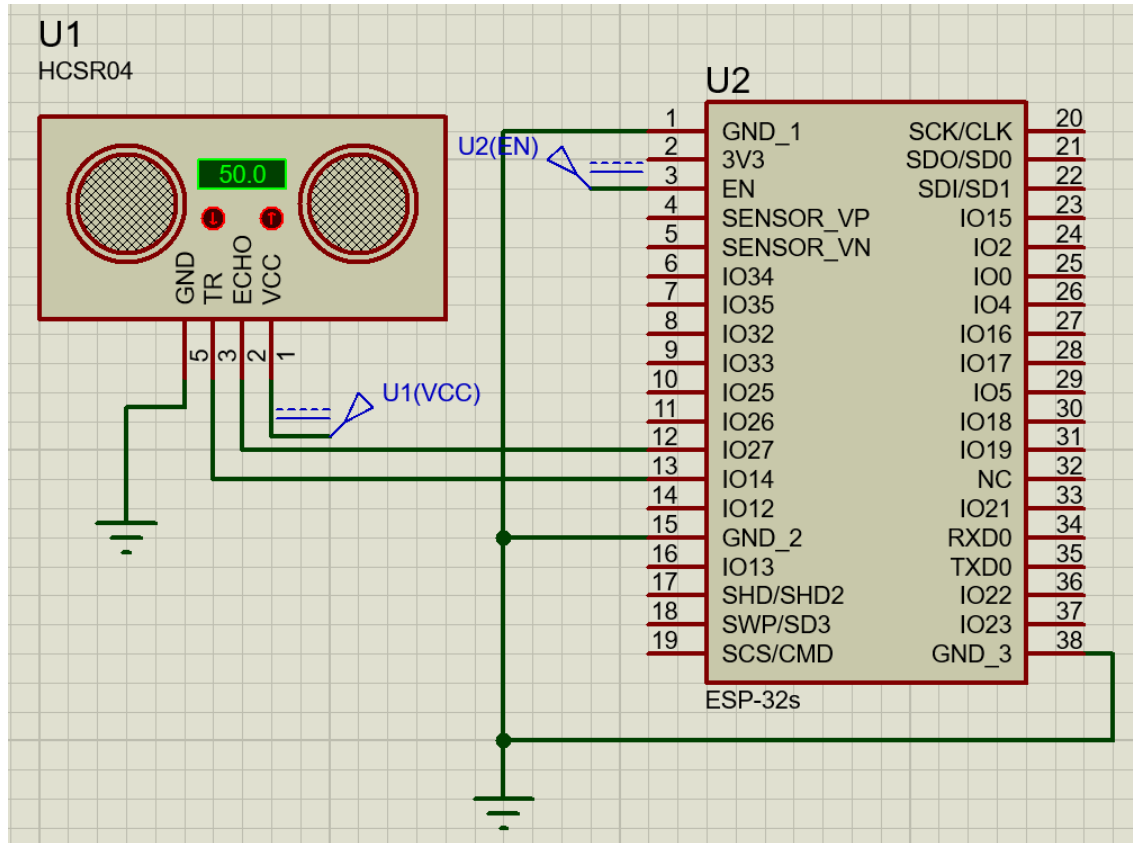 U1
HCSR04
50.0
GND
TR
ECHO
VCC
5
3
2
1
U1(VCC)
U2(EN)
U2
1 GND_1 SCK/CLK 20
2 3V3 SDO/SD0 21
3 EN SDI/SD1 22
4 SENSOR_VP IO15 23
5 SENSOR_VN IO2 24
6 IO34 IO0 25
7 IO35 IO4 26
8 IO32 IO16 27
9 IO33 IO17 28
10 IO25 IO5 29
11 IO26 IO18 30
12 IO27 IO19 31
13 IO14 NC 32
14 IO12 IO21 33
15 GND_2 RXD0 34
16 IO13 TXD0 35
17 SHD/SHD2 IO22 36
18 SWP/SD3 IO23 37
19 SCS/CMD GND_3 38
ESP-32s